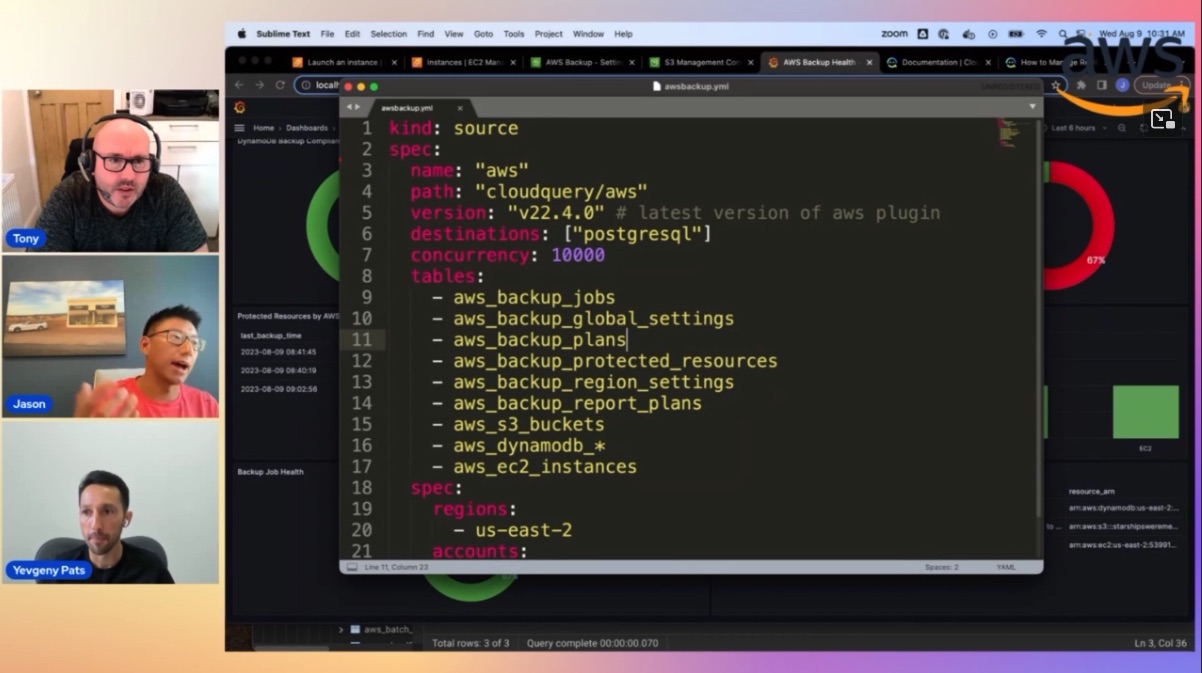 Sublime Text File Edit Selection Find View Goto Tools Project Window Help
zoom
Wed Aug 9 10:31 AM
aws
Launch an instance
Instances | EC2 Man
AWS Backup - Settin
S3 Management Con
AWS Backup Health
Documentation | Clou
How to Manage Re
localh
awsbackup.yml
UNREGISTERED
Update
Home Dashboards
Last 6 hours
awsbackup.yml
DynamoDB Backup Complian
1 kind: source
2 spec:
3 name: "aws"
4 path: "cloudquery/aws"
5 version: "v22.4.0" # latest version of aws plugin
6 destinations: ["postgresql"]
7 concurrency: 10000
8 tables:
9 - aws_backup_jobs
10 - aws_backup_global_settings
11 - aws_backup_plans
12 - aws_backup_protected_resources
13 - aws_backup_region_settings
14 - aws_backup_report_plans
15 - aws_s3_buckets
16 - aws_dynamodb_*
17 - aws_ec2_instances
18 spec:
19 regions:
20 - us-east-2
21 accounts:
Line 11, Column 23
Spaces: 2
YAML
67%
Protected Resources by AWS
last_backup_time
2023-08-09 08:41:45
2023-08-09 08:40:19
2023-08-09 09:02:56
EC2
Backup Job Health
resource_arn
arn:aws:dynamodb:us-east-2:...
to ...
arn:aws:s3:::starshipswereme...
arn:aws:ec2:us-east-2:53991...
67%
aws_batch_
Total rows: 3 of 3
Query complete 00:00:00.070
Ln 3, Col 36
Tony
Jason
Yevgeny Pats